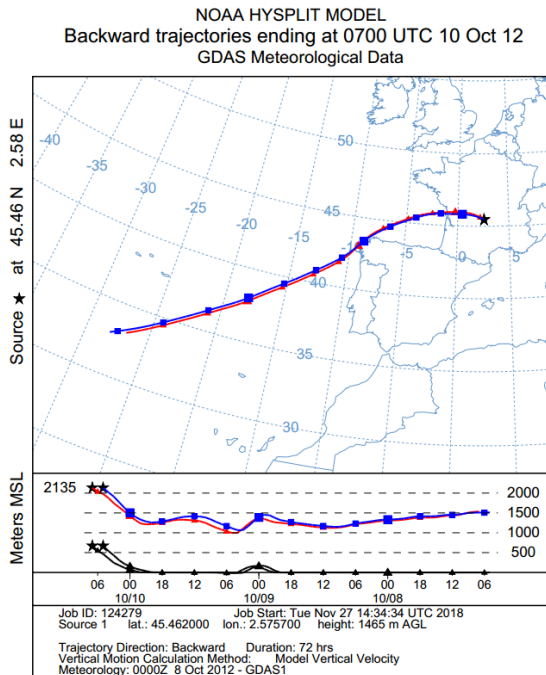 NOAA HYSPLIT MODEL
Backward trajectories ending at 0700 UTC 10 Oct 12
GDAS Meteorological Data
Source ★ at 45.46 N 2.58 E
-40
-35
-30
-25
-20
-15
-10
-5
0
5
50
45
40
35
30
Meters MSL
2135
2000
1500
1000
500
06 00 18 12 06 00 18 12 06 00 18 12 06
10/10 10/09 10/08
Job ID: 124279 Job Start: Tue Nov 27 14:34:34 UTC 2018
Source 1 lat.: 45.462000 lon.: 2.575700 height: 1465 m AGL
Trajectory Direction: Backward Duration: 72 hrs
Vertical Motion Calculation Method: Model Vertical Velocity
Meteorology: 0000Z 8 Oct 2012 - GDAS1